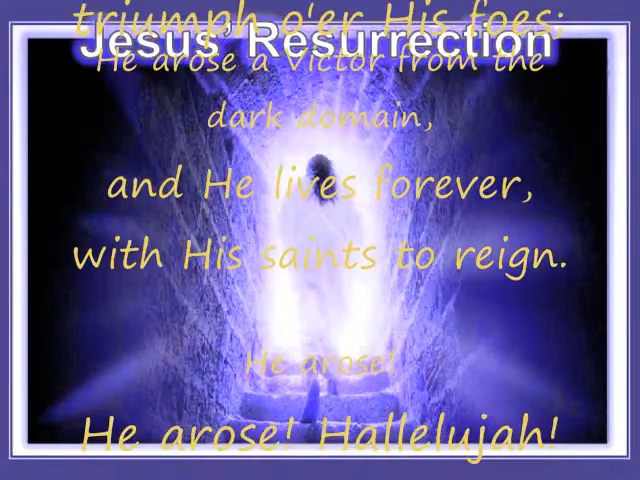 triumph o'er His foes;
Jesus' Resurrection
He arose a Victor from the
dark domain,
and He lives forever,
with His saints to reign.
He arose!
He arose! Hallelujah!